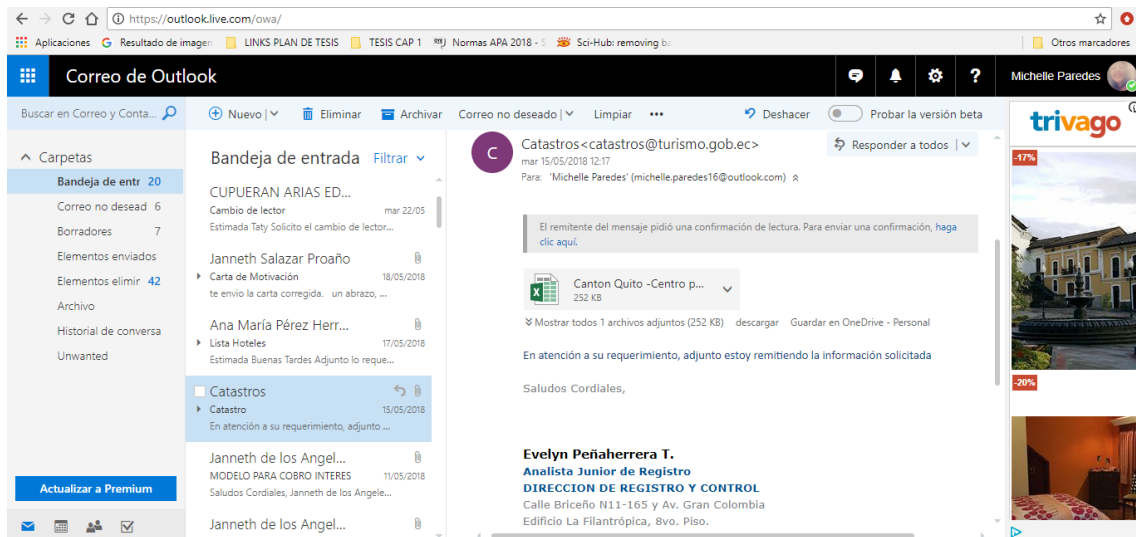 https://outlook.live.com/owa/
Aplicaciones
Resultado de imagen
LINKS PLAN DE TESIS
TESIS CAP 1
Normas APA 2018 - S
Sci-Hub: removing ba
Otros marcadores
Correo de Outlook
Michelle Paredes
Buscar en Correo y Conta...
Nuevo
Eliminar
Archivar
Correo no deseado
Limpiar
Deshacer
Probar la versión beta
Carpetas
Bandeja de entr 20
Correo no desead 6
Borradores 7
Elementos enviados
Elementos elimir 42
Archivo
Historial de conversa
Unwanted
Actualizar a Premium
Bandeja de entrada Filtrar
CUPUERAN ARIAS ED...
Cambio de lector mar 22/05
Estimada Taty Solicito el cambio de lector...
Janneth Salazar Proaño
Carta de Motivación 18/05/2018
te envio la carta corregida. un abrazo, ...
Ana María Pérez Herr...
Lista Hoteles 17/05/2018
Estimada Buenas Tardes Adjunto lo reque...
Catastros
Catastro 15/05/2018
En atención a su requerimiento, adjunto ...
Janneth de los Angel...
MODELO PARA COBRO INTERES 11/05/2018
Saludos Cordiales, Janneth de los Angele...
Janneth de los Angel...
C
Catastros<catastros@turismo.gob.ec>
mar 15/05/2018 12:17
Para: 'Michelle Paredes' (michelle.paredes16@outlook.com)
Responder a todos
El remitente del mensaje pidió una confirmación de lectura. Para enviar una confirmación, haga
clic aquí.
Canton Quito -Centro p...
252 KB
Mostrar todos 1 archivos adjuntos (252 KB) descargar Guardar en OneDrive - Personal
En atención a su requerimiento, adjunto estoy remitiendo la información solicitada
Saludos Cordiales,
Evelyn Peñaherrera T.
Analista Junior de Registro
DIRECCION DE REGISTRO Y CONTROL
Calle Briceño N11-165 y Av. Gran Colombia
Edificio La Filantrópica, 8vo. Piso.
trivago
-17%
-20%